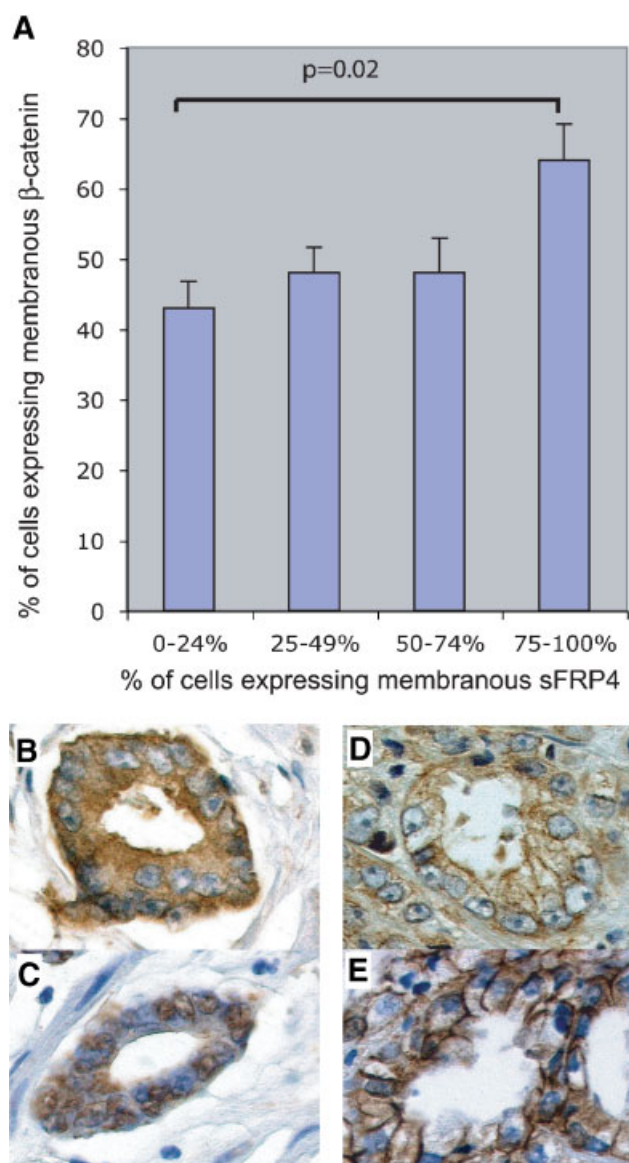 A
80
70
60
50
40
30
20
10
0
p=0.02
% of cells expressing membranous β-catenin
0-24% 25-49% 50-74% 75-100%
% of cells expressing membranous sFRP4
B
D
C
E